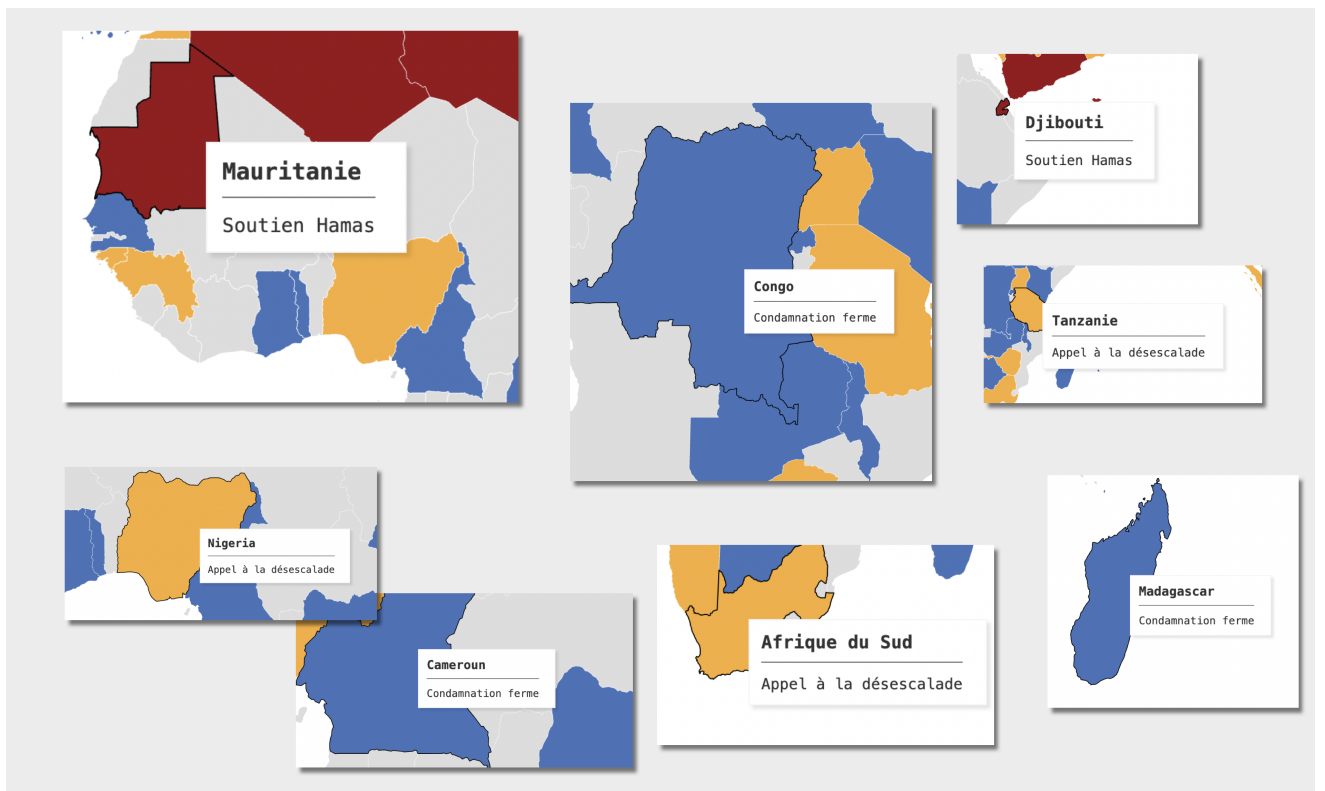 Mauritanie
Soutien Hamas
Congo
Condamnation ferme
Djibouti
Soutien Hamas
Tanzanie
Appel à la désescalade
Nigeria
Appel à la désescalade
Cameroun
Condamnation ferme
Afrique du Sud
Appel à la désescalade
Madagascar
Condamnation ferme